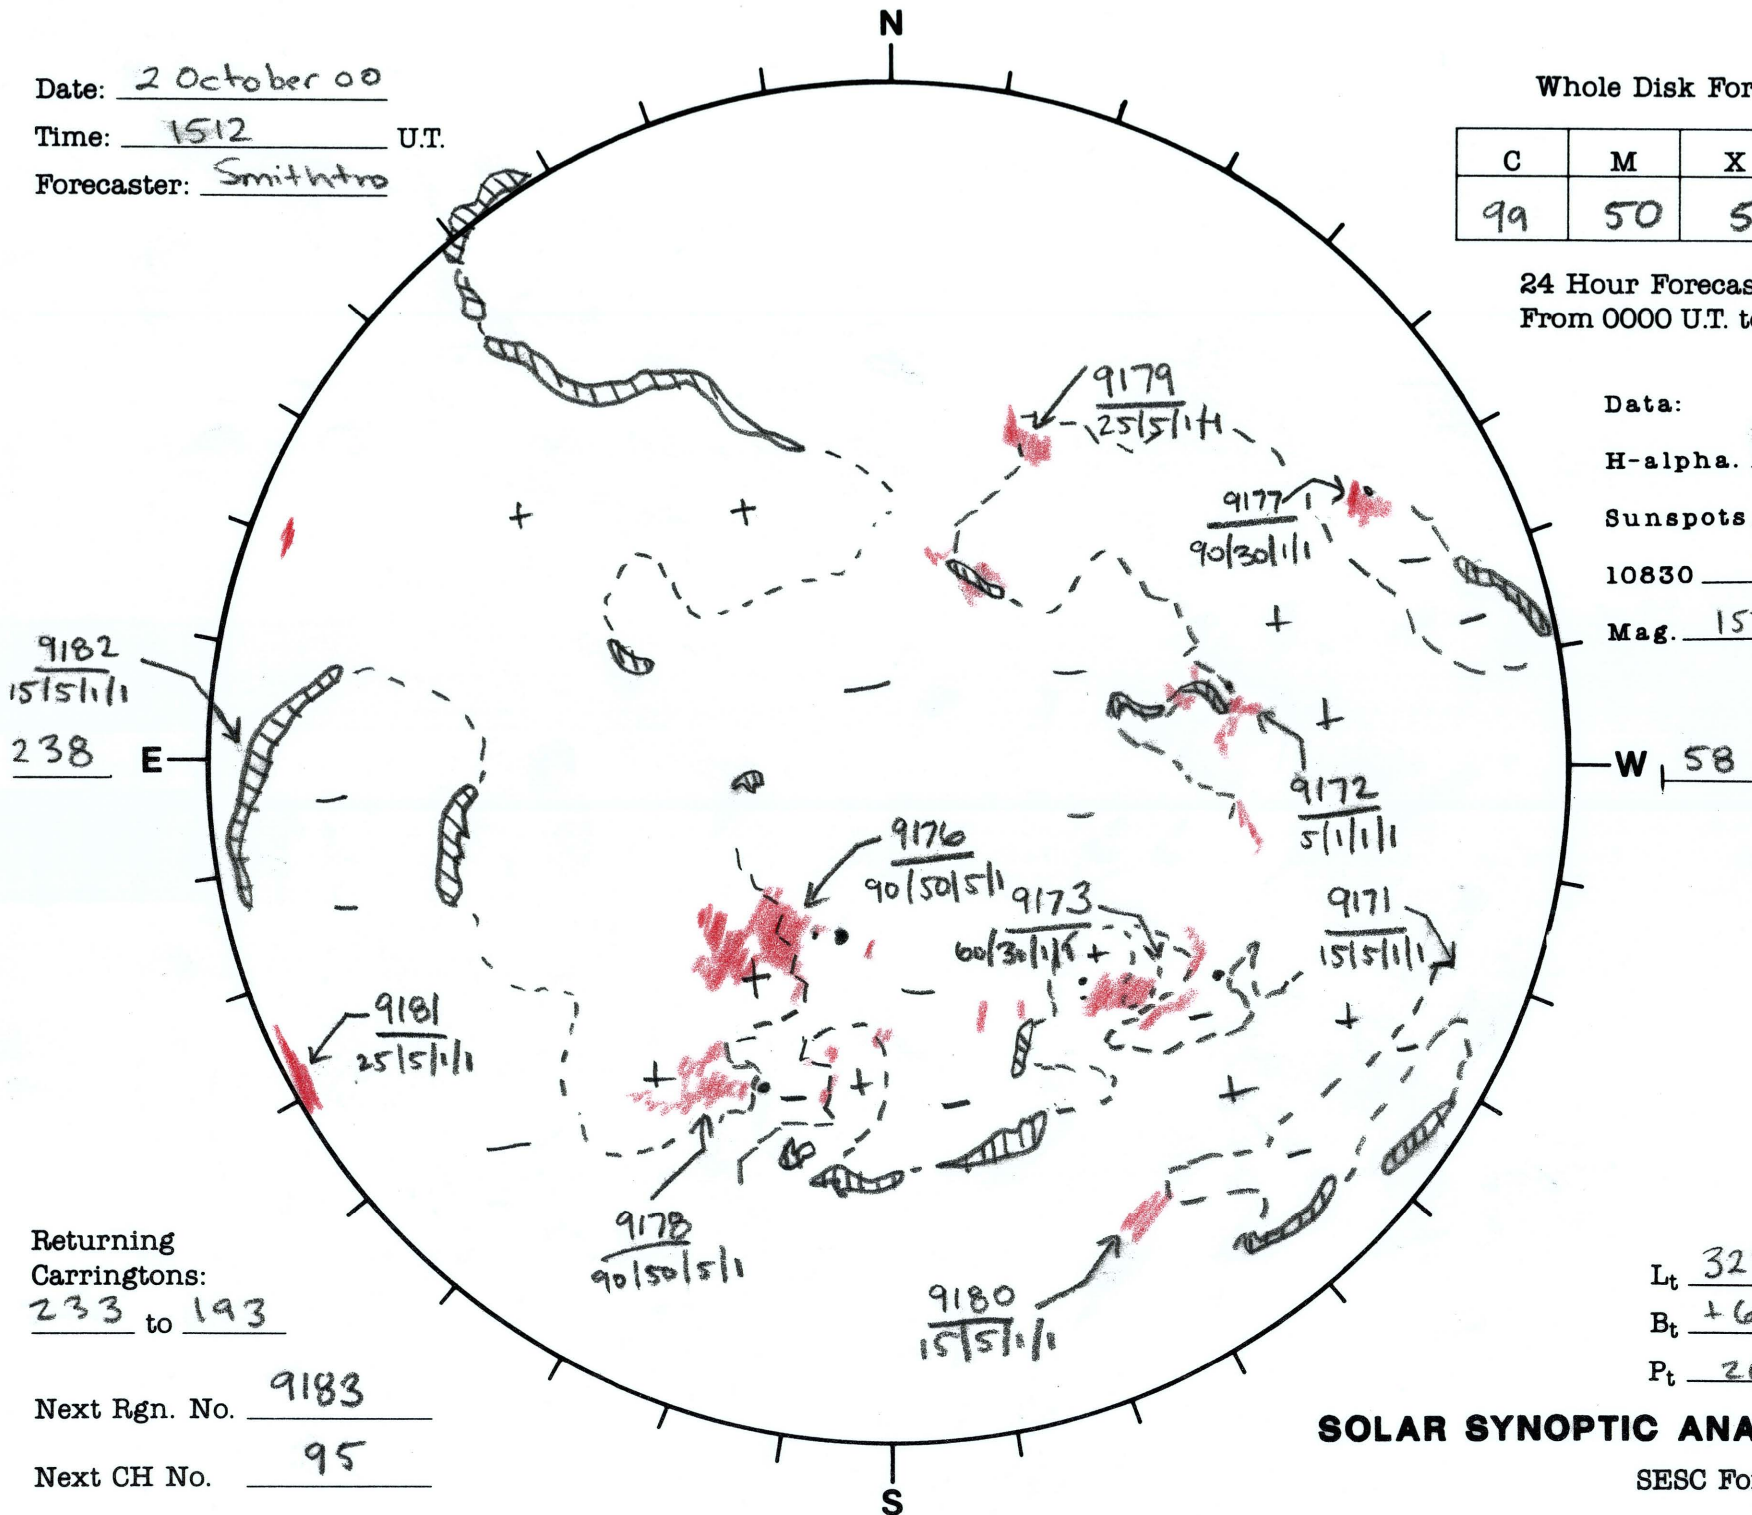 N
Date: 2 October 00
Time: 1512 U.T.
Forecaster: Smithtro
Whole Disk For
C M X
99 50 5
24 Hour Forecas
From 0000 U.T. to
Data:
H-alpha.
Sunspots
10830
Mag. 15
9179
25/5/1/1
9177
90/30/1/1
9182
15/5/1/1
238 E
W 58
9172
5/1/1/1
9176
90/50/5/1
9173
60/30/1/1
9171
15/5/1/1
9181
25/5/1/1
9178
90/50/5/1
9180
15/5/1/1
Returning
Carringtons:
233 to 193
Next Rgn. No. 9183
Next CH No. 95
Lt 32
Bt +6
Pt 2
SOLAR SYNOPTIC ANA
SESC For
S